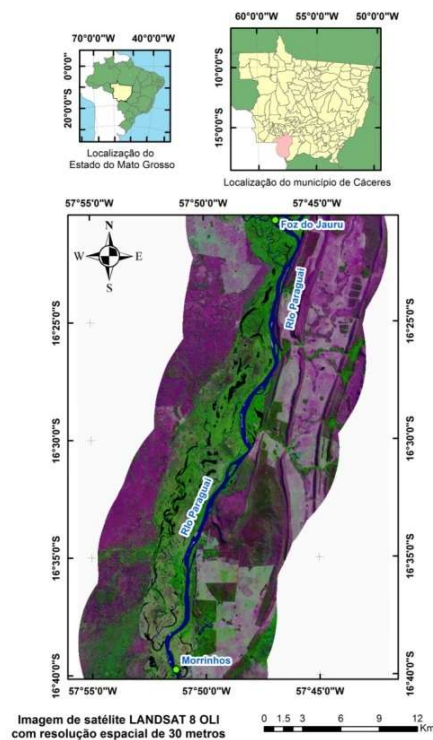 70°0'0"W 40°0'0"W
0°0'0"
20°0'0"S
Localização do
Estado do Mato Grosso
60°0'0"W 55°0'0"W 50°0'0"W
10°0'0"S
15°0'0"S
Localização do município de Cáceres
57°55'0"W 57°50'0"W 57°45'0"W
N
W E
S
Foz do Jauru
Rio Paraguai
16°25'0"S 16°25'0"S
16°30'0"S 16°30'0"S
Rio Paraguai
16°35'0"S 16°35'0"S
Morrinhos
16°40'0"S 16°40'0"S
57°55'0"W 57°50'0"W 57°45'0"W
Imagem de satélite LANDSAT 8 OLI
com resolução espacial de 30 metros
0 1.5 3 6 9 12
Km